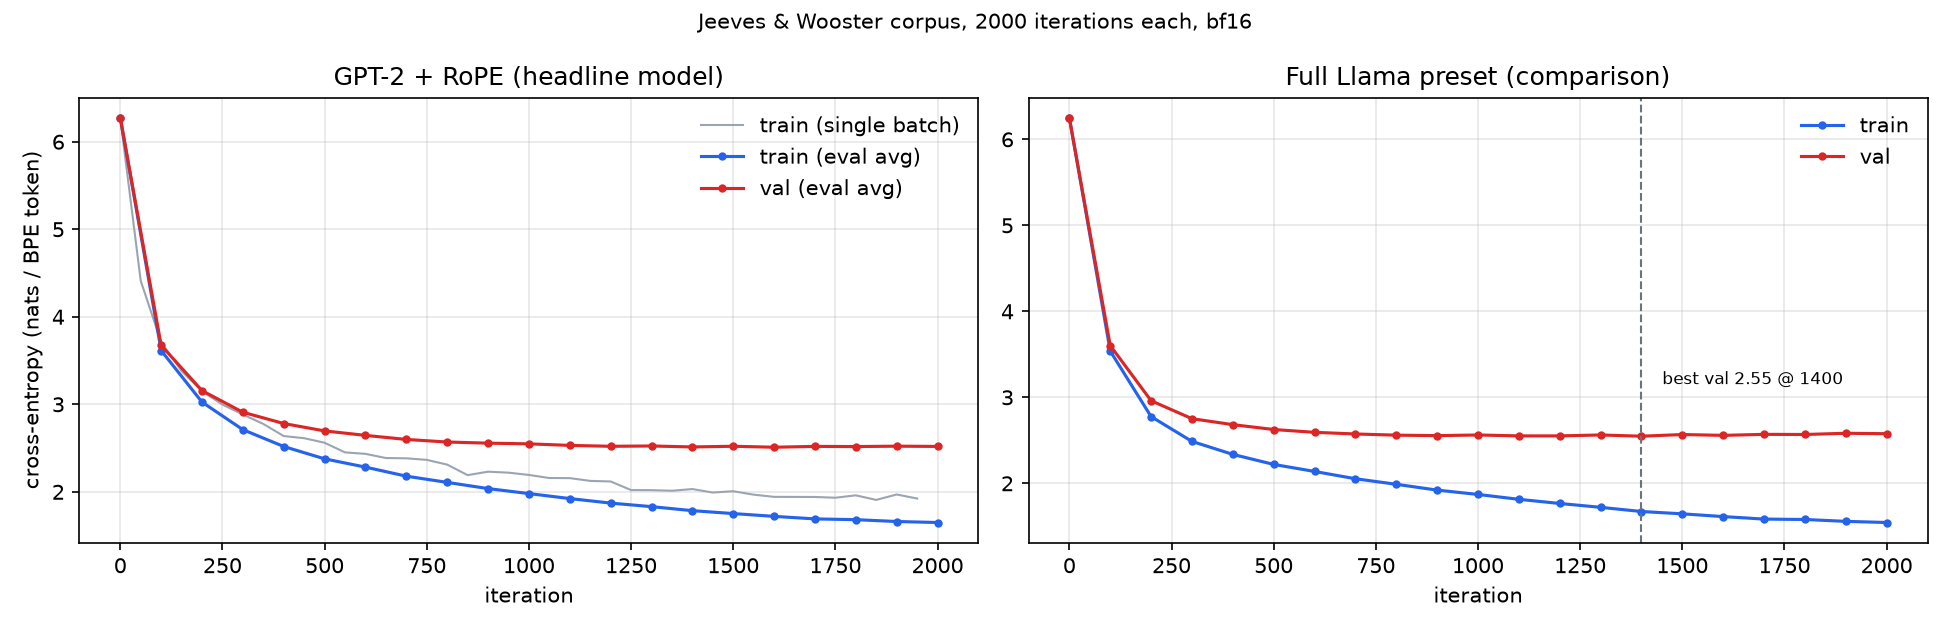 Jeeves & Wooster corpus, 2000 iterations each, bf16
GPT-2 + RoPE (headline model)
train (single batch)
train (eval avg)
val (eval avg)
cross-entropy (nats / BPE token)
6
5
4
3
2
0 250 500 750 1000 1250 1500 1750 2000
iteration
Full Llama preset (comparison)
train
val
best val 2.55 @ 1400
6
5
4
3
2
0 250 500 750 1000 1250 1500 1750 2000
iteration